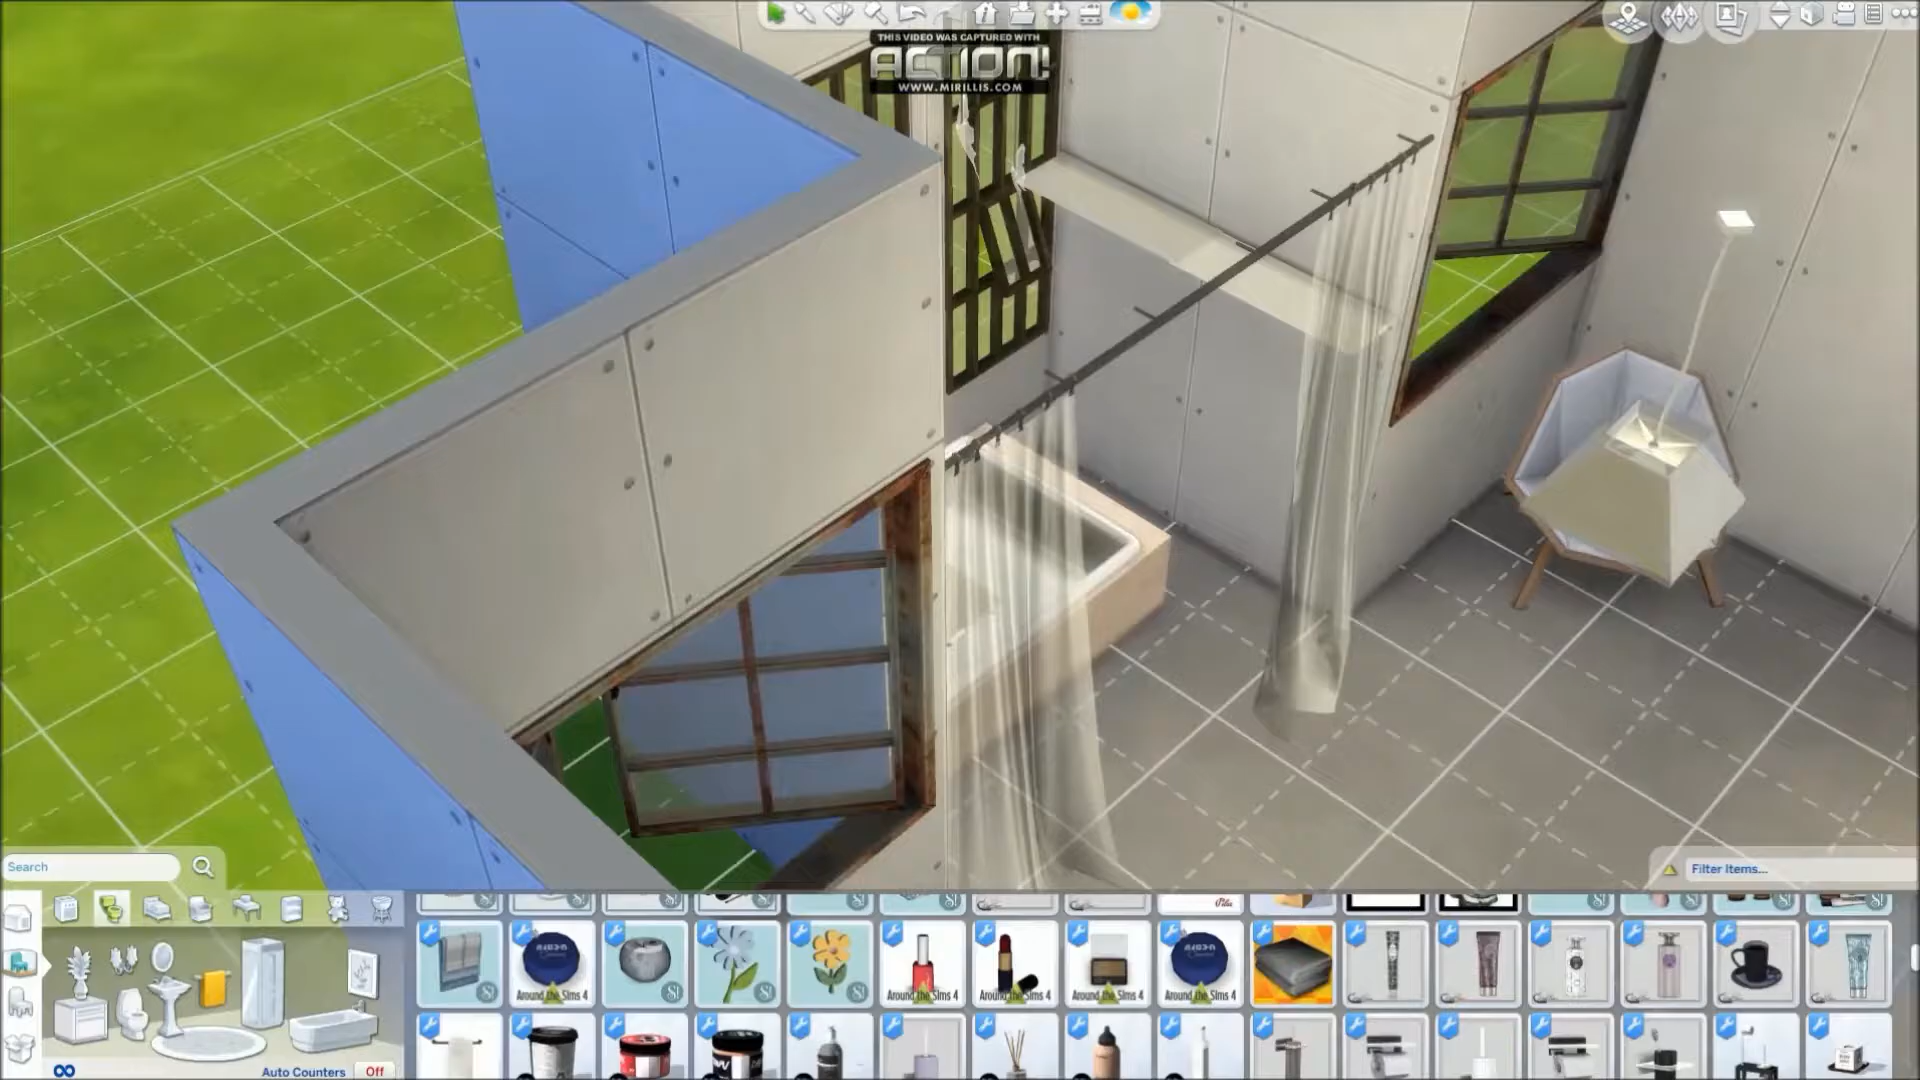 THIS VIDEO WAS CAPTURED WITH
ACTION!
WWW.MIRILLIS.COM
Search
Filter Items...
Around the Sims 4
Around the Sims 4
Around the Sims 4
Around the Sims 4
Around the Sims 4
Auto Counters
Off